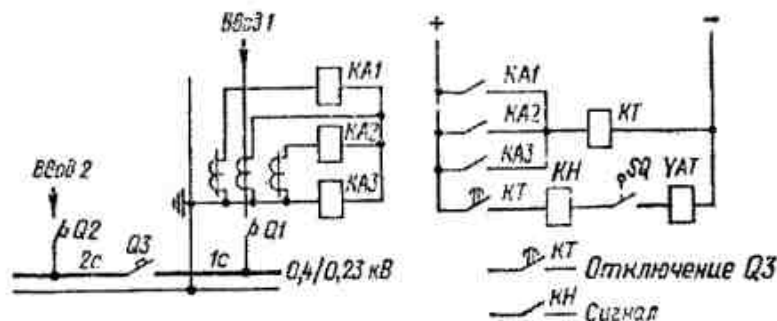 Ввод 1
KA1
KA2
KA3
Ввод 2
Q2
Q3
Q1
2с
1с
0,4/0,23 кВ
+
−
KA1
KA2
KT
KA3
KT
KH
SQ
YAT
KT
Отключение Q3
KH
Сигнал